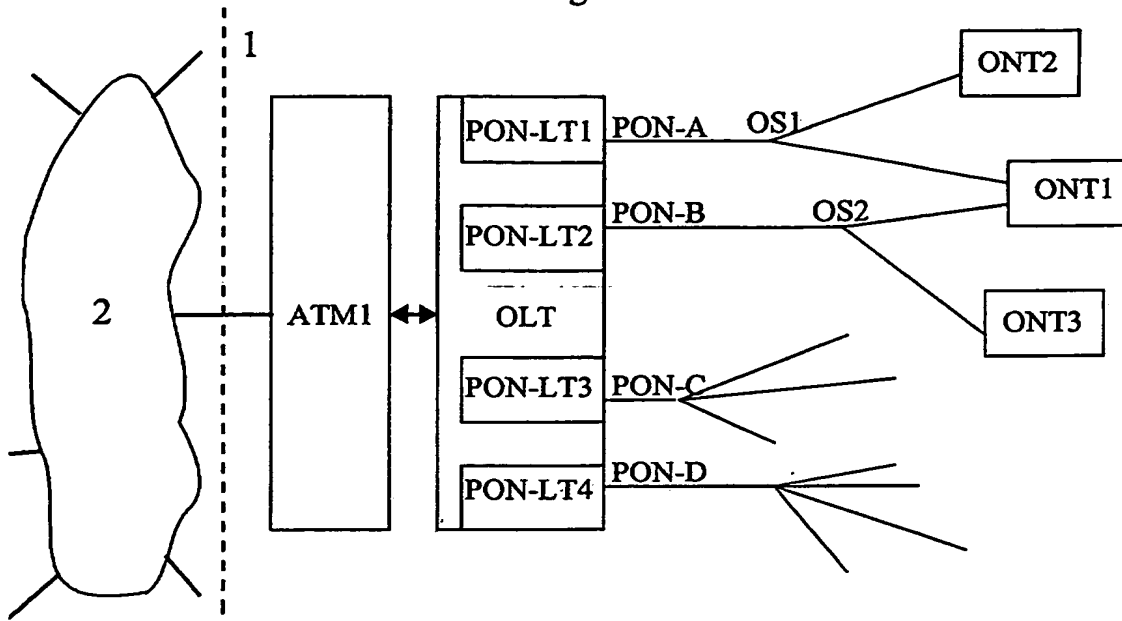 1
ONT2
PON-LT1 PON-A OS1
ONT1
PON-LT2 PON-B OS2
2 ATM1 OLT ONT3
PON-LT3 PON-C
PON-LT4 PON-D